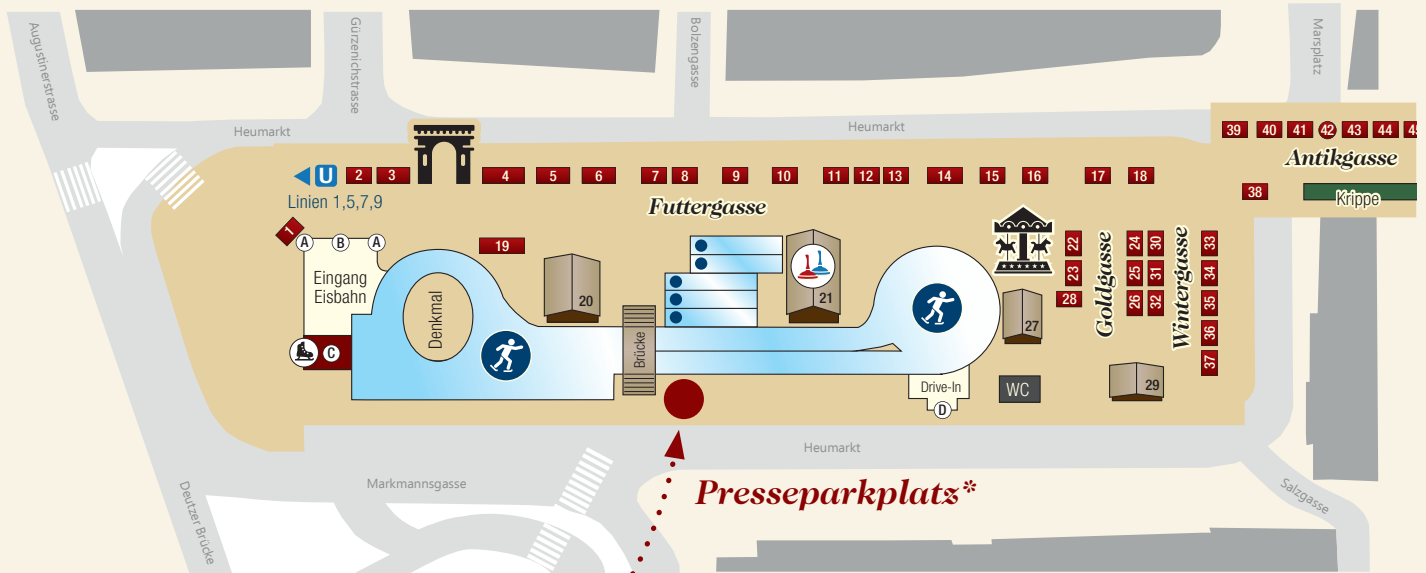 Augustinerstrasse
Gürzenichstrasse
Bolzengasse
Marsplatz
Heumarkt
Heumarkt
39 40 41 42 43 44
Antikgasse
38
Krippe
U 2 3 4 5 6 7 8 9 10 11 12 13 14 15 16 17 18
Linien 1,5,7,9
Futtergasse
1
A B A
Eingang
Eisbahn
19
C
Denkmal
20
Brücke
21
27
22
23
28
Goldgasse
24 30
25 31
26 32
Wintergasse
33
34
35
36
37
29
Drive-In
D
WC
Heumarkt
Markmannsgasse
Presseparkplatz*
Deutzer Brücke
Salzgasse